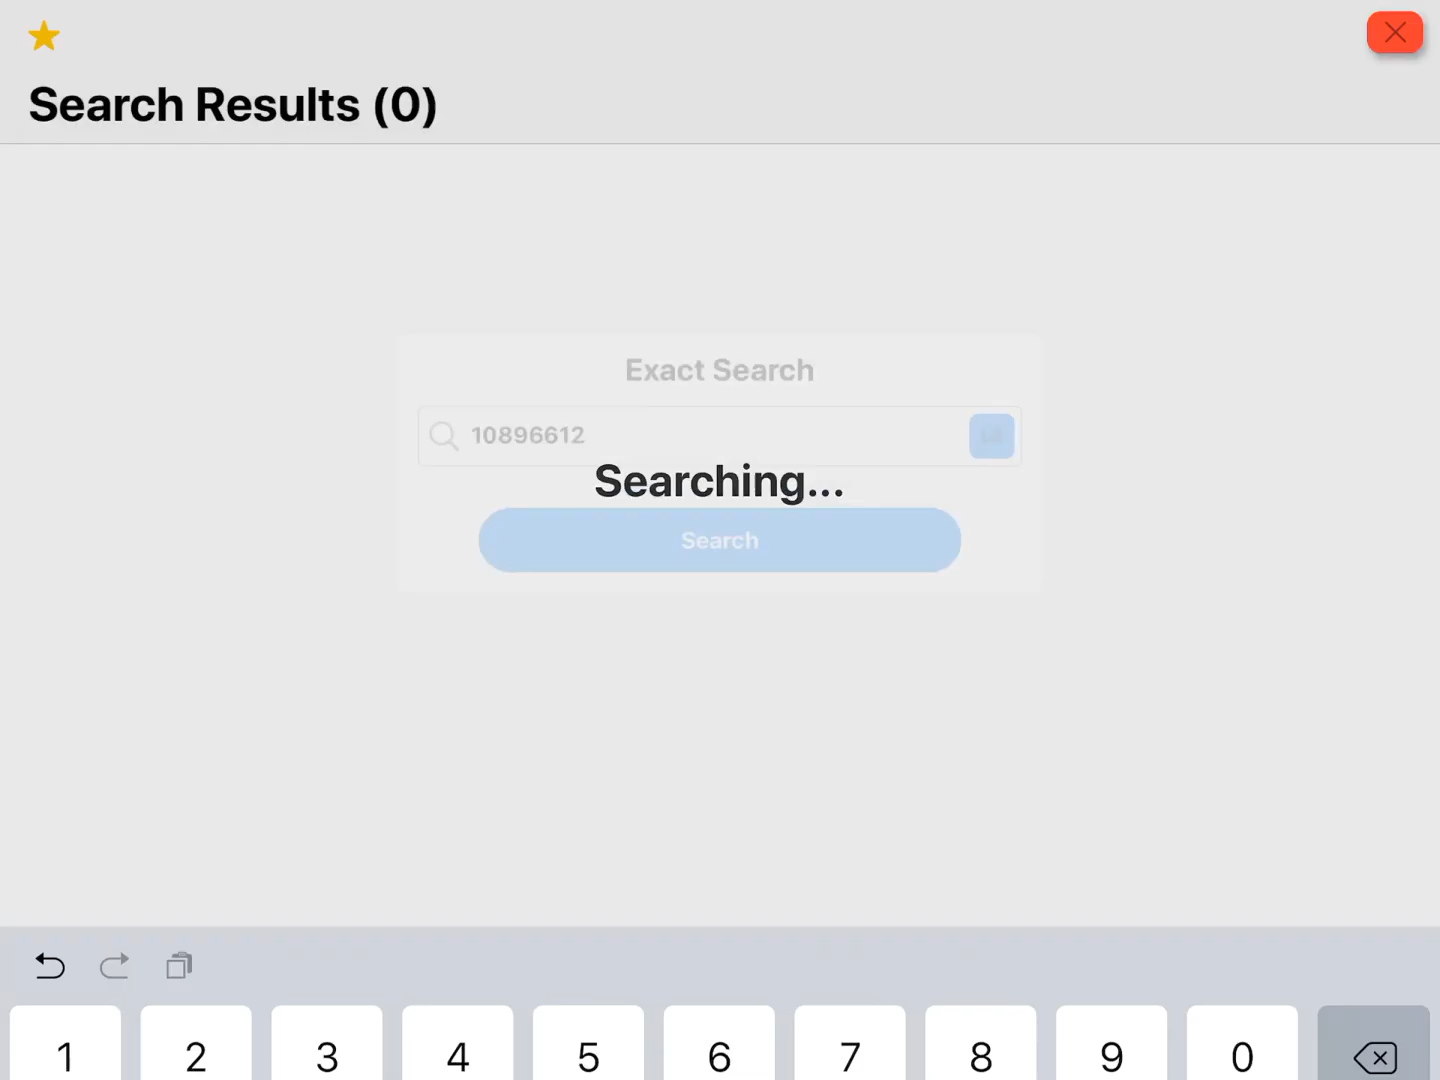 Search Results (0)
Exact Search
10896612
Searching...
Search
1 2 3 4 5 6 7 8 9 0